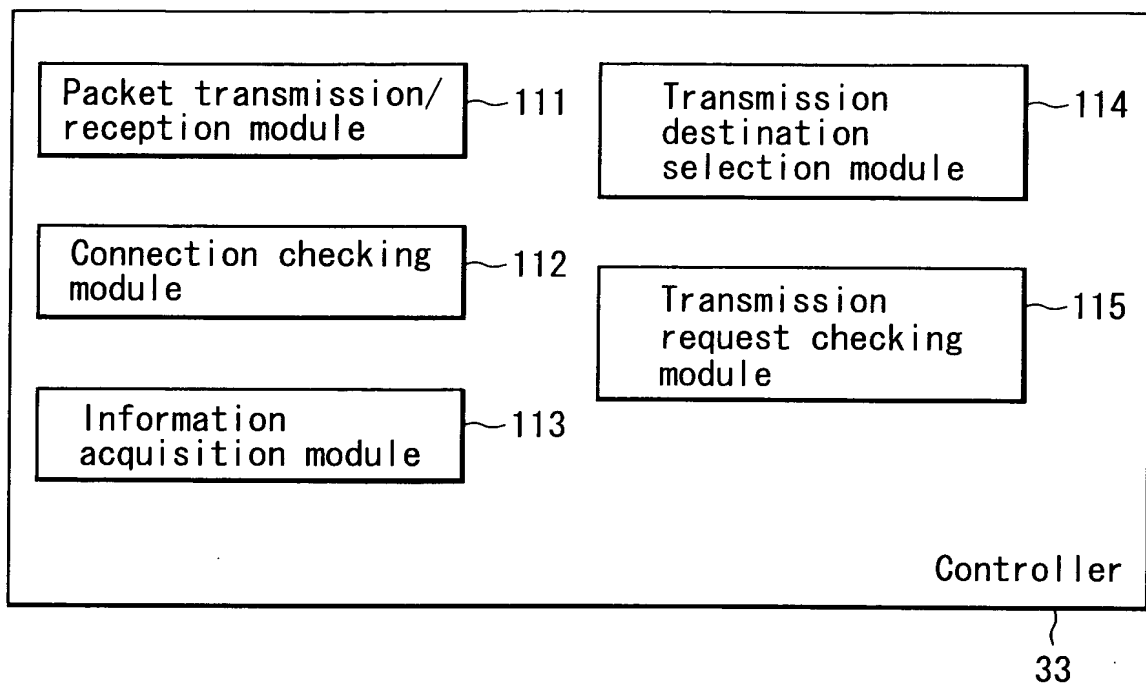 Packet transmission/
reception module
111
Connection checking
module
112
Information
acquisition module
113
Transmission
destination
selection module
114
Transmission
request checking
module
115
Controller
33